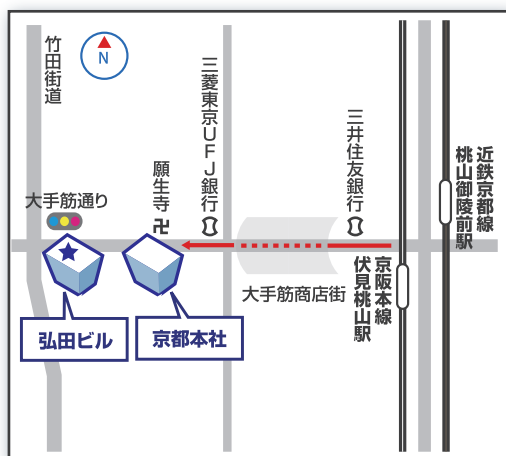 竹田街道
N
三菱東京UFJ銀行
三井住友銀行
近鉄京都線
桃山御陵前駅
願生寺
卍
大手筋通り
大手筋商店街
京阪本線
伏見桃山駅
弘田ビル
京都本社